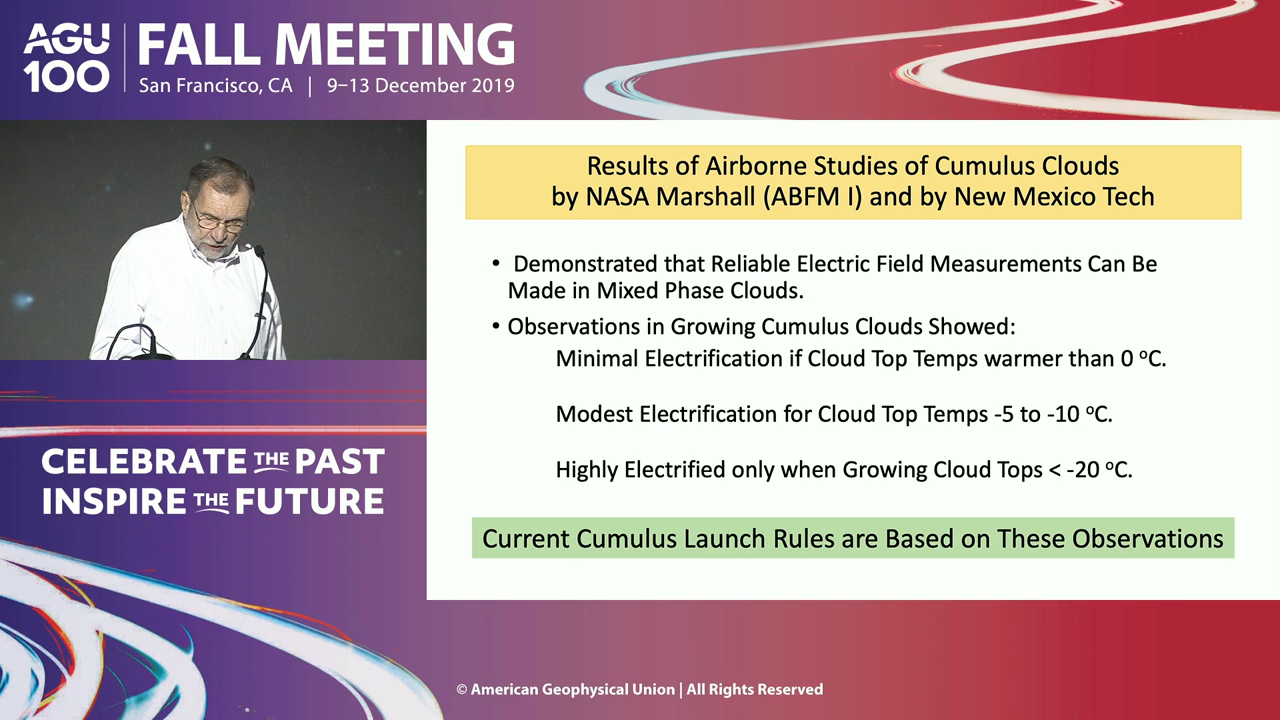 AGU
100
FALL MEETING
San Francisco, CA | 9–13 December 2019
Results of Airborne Studies of Cumulus Clouds
by NASA Marshall (ABFM I) and by New Mexico Tech
• Demonstrated that Reliable Electric Field Measurements Can Be
Made in Mixed Phase Clouds.
• Observations in Growing Cumulus Clouds Showed:
Minimal Electrification if Cloud Top Temps warmer than 0 ºC.
Modest Electrification for Cloud Top Temps -5 to -10 ºC.
Highly Electrified only when Growing Cloud Tops < -20 ºC.
Current Cumulus Launch Rules are Based on These Observations
CELEBRATE THE PAST
INSPIRE THE FUTURE
© American Geophysical Union | All Rights Reserved